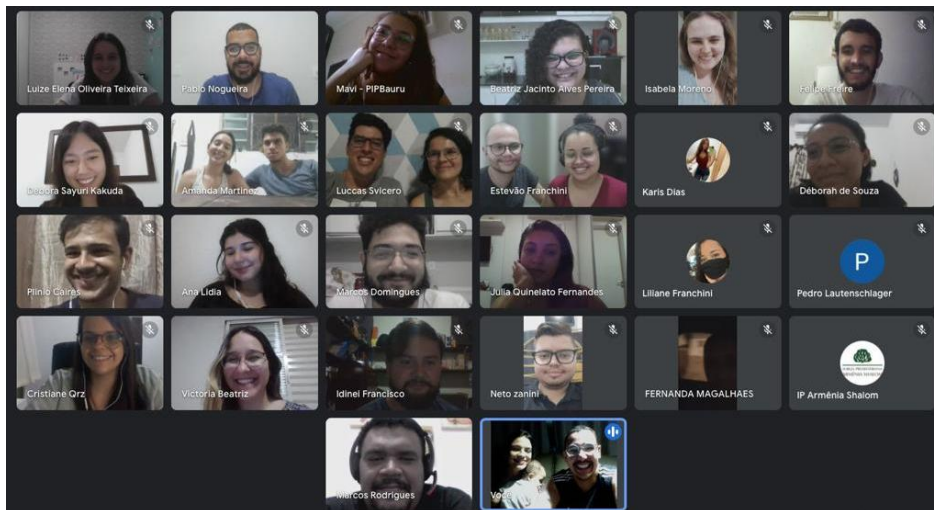 Luize Elena Oliveira Teixeira
Pablo Nogueira
Mavi - PIPBauru
Beatriz Jacinto Alves Pereira
Isabela Moreno
Felipe Freire
Débora Sayuri Kakuda
Amanda Martinez
Luccas Svicero
Estevão Franchini
Karis Dias
Déborah de Souza
Plínio Caires
Ana Lídia
Marcos Domingues
Julia Quinelato Fernandes
Liliane Franchini
P
Pedro Lautenschlager
Cristiane Qrz
Victoria Beatriz
Idinei Francisco
Neto zanini
FERNANDA MAGALHAES
IP Armênia Shalom
Marcos Rodrigues
Você